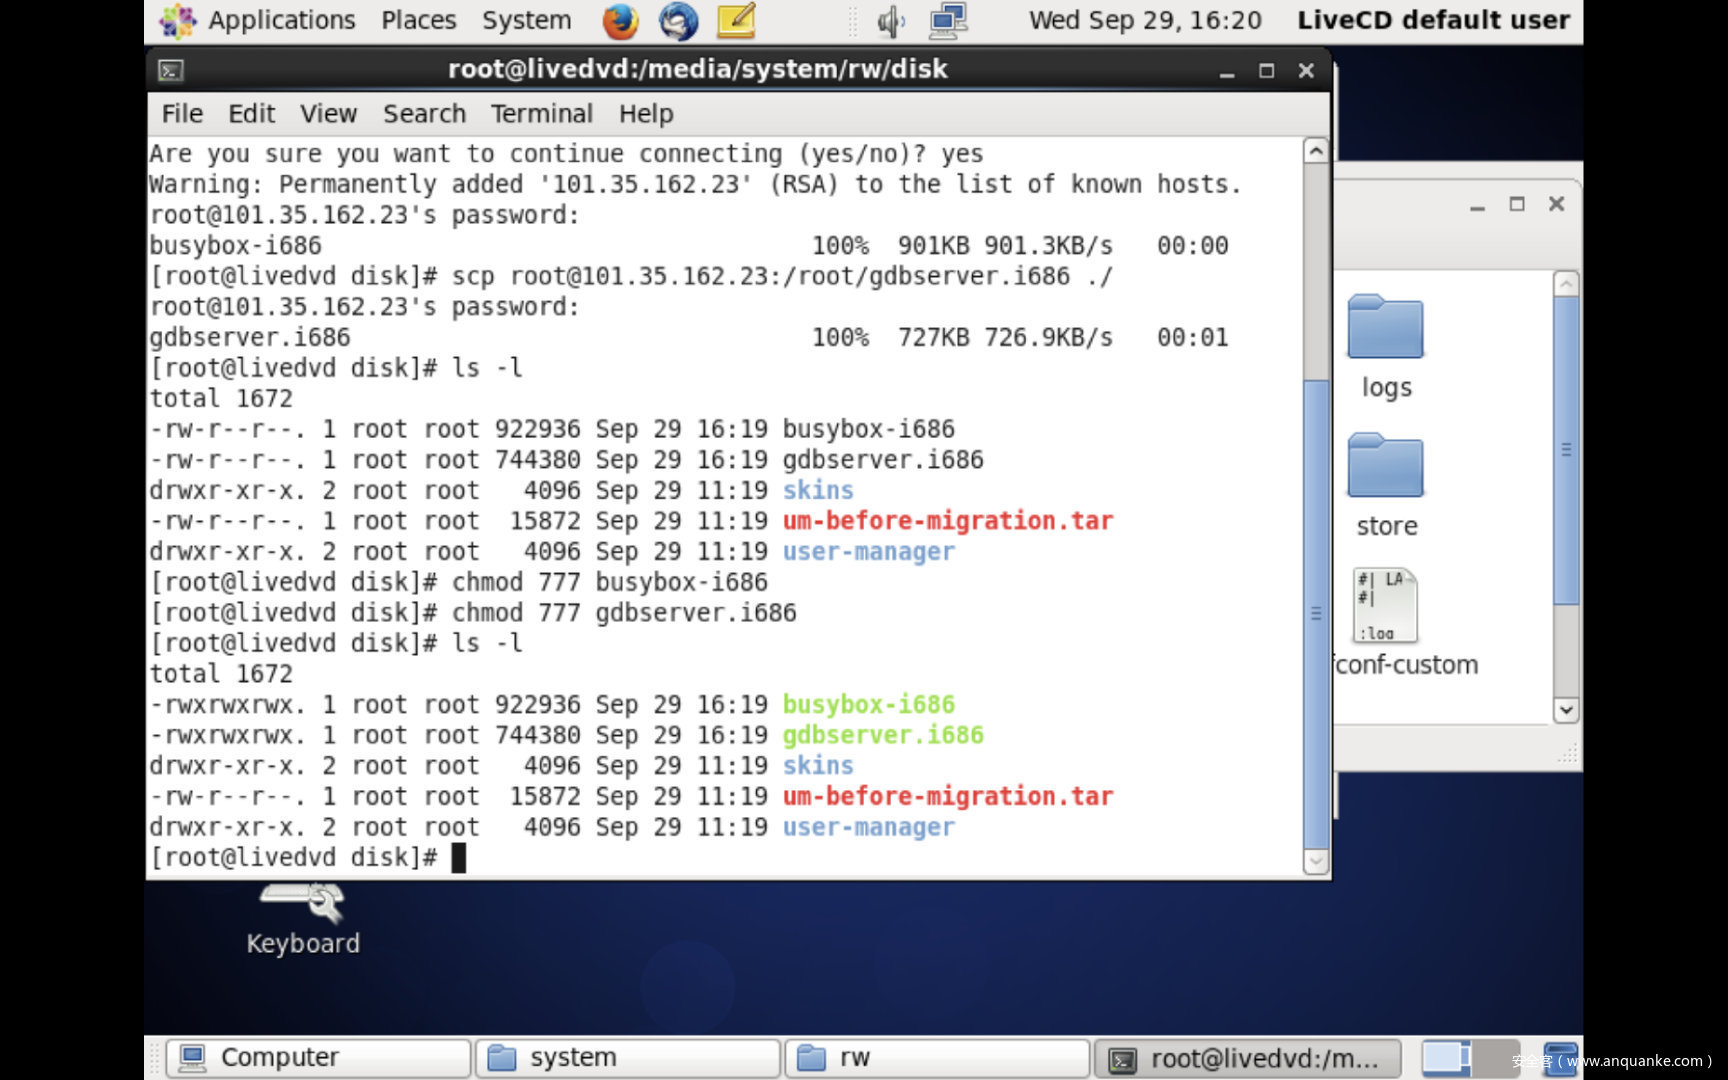 Applications Places System Wed Sep 29, 16:20 LiveCD default user
root@livedvd:/media/system/rw/disk
File Edit View Search Terminal Help
Are you sure you want to continue connecting (yes/no)? yes
Warning: Permanently added '101.35.162.23' (RSA) to the list of known hosts.
root@101.35.162.23's password:
busybox-i686 100% 901KB 901.3KB/s 00:00
[root@livedvd disk]# scp root@101.35.162.23:/root/gdbserver.i686 ./
root@101.35.162.23's password:
gdbserver.i686 100% 727KB 726.9KB/s 00:01
[root@livedvd disk]# ls -l
total 1672
-rw-r--r--. 1 root root 922936 Sep 29 16:19 busybox-i686
-rw-r--r--. 1 root root 744380 Sep 29 16:19 gdbserver.i686
drwxr-xr-x. 2 root root 4096 Sep 29 11:19 skins
-rw-r--r--. 1 root root 15872 Sep 29 11:19 um-before-migration.tar
drwxr-xr-x. 2 root root 4096 Sep 29 11:19 user-manager
[root@livedvd disk]# chmod 777 busybox-i686
[root@livedvd disk]# chmod 777 gdbserver.i686
[root@livedvd disk]# ls -l
total 1672
-rwxrwxrwx. 1 root root 922936 Sep 29 16:19 busybox-i686
-rwxrwxrwx. 1 root root 744380 Sep 29 16:19 gdbserver.i686
drwxr-xr-x. 2 root root 4096 Sep 29 11:19 skins
-rw-r--r--. 1 root root 15872 Sep 29 11:19 um-before-migration.tar
drwxr-xr-x. 2 root root 4096 Sep 29 11:19 user-manager
[root@livedvd disk]#
logs
store
#| LA
#|
:log
conf-custom
Keyboard
Computer system rw root@livedvd:/m...
安全客 ( www.anquanke.com )